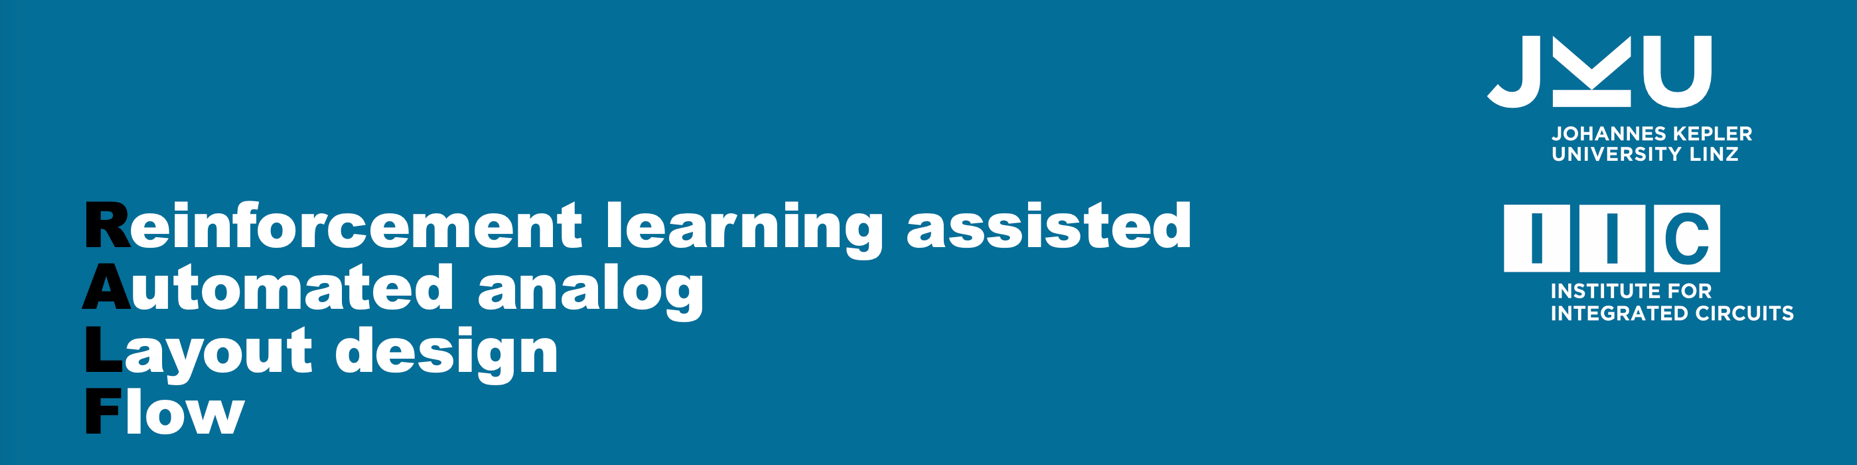 Reinforcement learning assisted
Automated analog
Layout design
Flow
JKU
JOHANNES KEPLER
UNIVERSITY LINZ
IIC
INSTITUTE FOR
INTEGRATED CIRCUITS